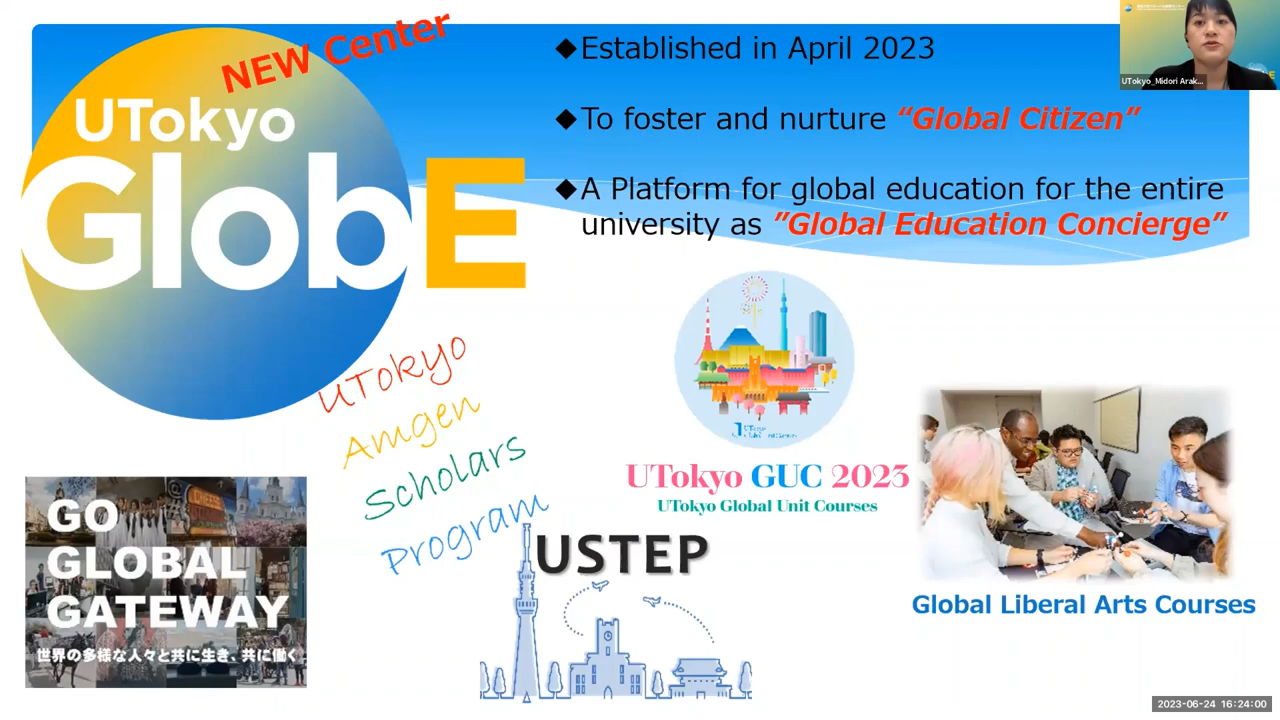 NEW Center
UTokyo
GlobE
◆Established in April 2023
◆To foster and nurture “Global Citizen”
◆A Platform for global education for the entire
university as ”Global Education Concierge”
UTokyo_Midori Arak...
UTokyo
Amgen
Scholars
Program
UTokyo GUC 2023
UTokyo Global Unit Courses
GO
GLOBAL
GATEWAY
世界の多様な人々と共に生き、共に働く
USTEP
Global Liberal Arts Courses
2023-06-24 16:24:00